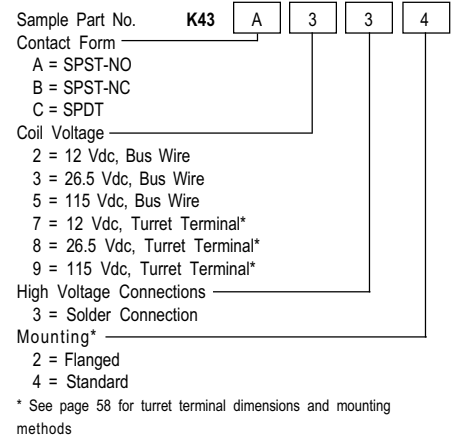 Sample Part No. K43 A 3 3 4
Contact Form
A = SPST-NO
B = SPST-NC
C = SPDT
Coil Voltage
2 = 12 Vdc, Bus Wire
3 = 26.5 Vdc, Bus Wire
5 = 115 Vdc, Bus Wire
7 = 12 Vdc, Turret Terminal*
8 = 26.5 Vdc, Turret Terminal*
9 = 115 Vdc, Turret Terminal*
High Voltage Connections
3 = Solder Connection
Mounting*
2 = Flanged
4 = Standard
* See page 58 for turret terminal dimensions and mounting
methods